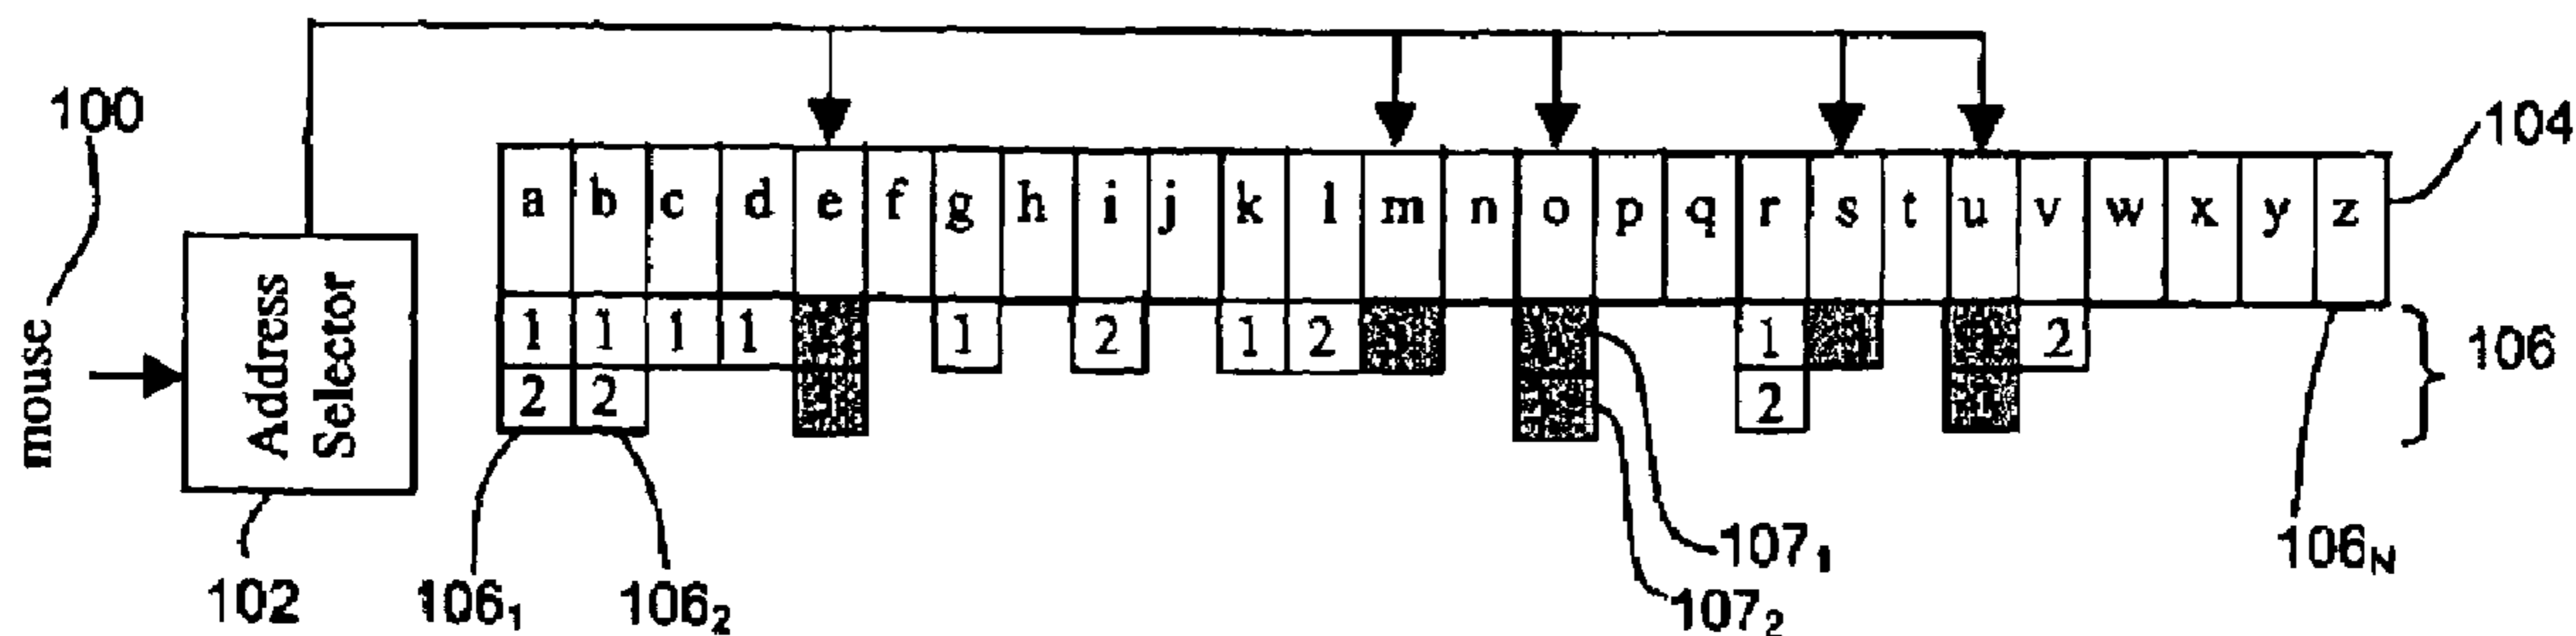 100
104
mouse
Address Selector
a b c d e f g h i j k l m n o p q r s t u v w x y z
1 1 1 1 1 2 1 2 1 2
2 2 2
106
102
106₁
106₂
107₁
107₂
106ₙ